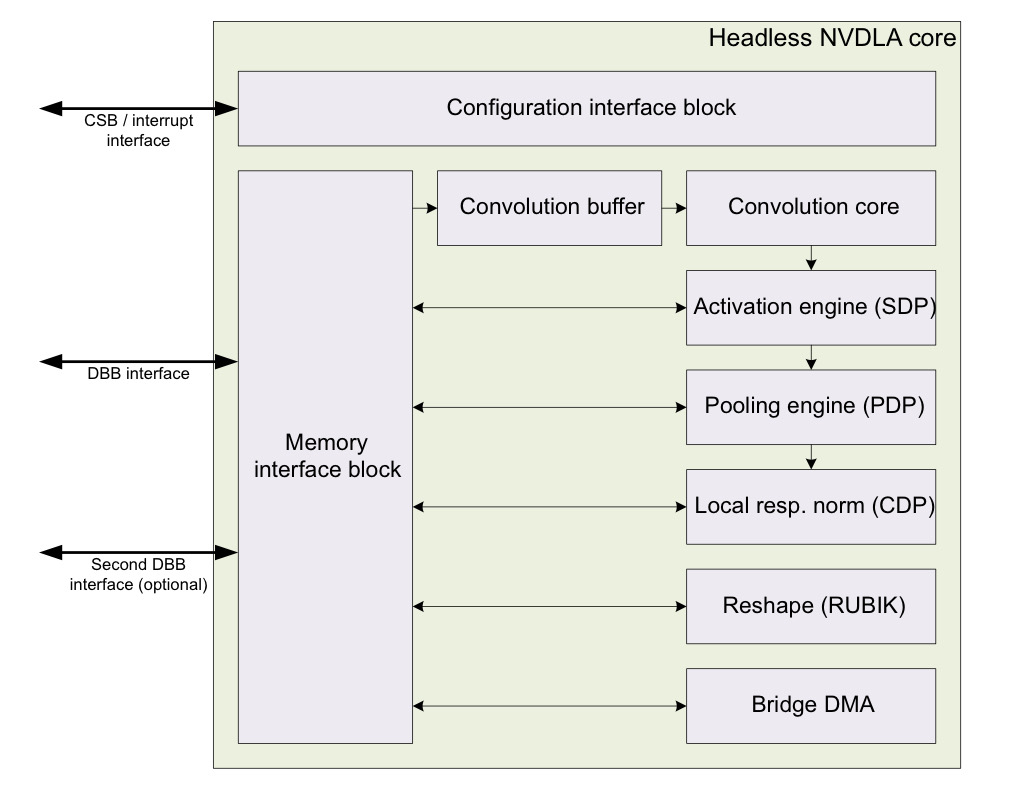 Headless NVDLA core
Configuration interface block
CSB / interrupt
interface
Convolution buffer
Convolution core
Activation engine (SDP)
DBB interface
Pooling engine (PDP)
Memory
interface block
Local resp. norm (CDP)
Second DBB
interface (optional)
Reshape (RUBIK)
Bridge DMA